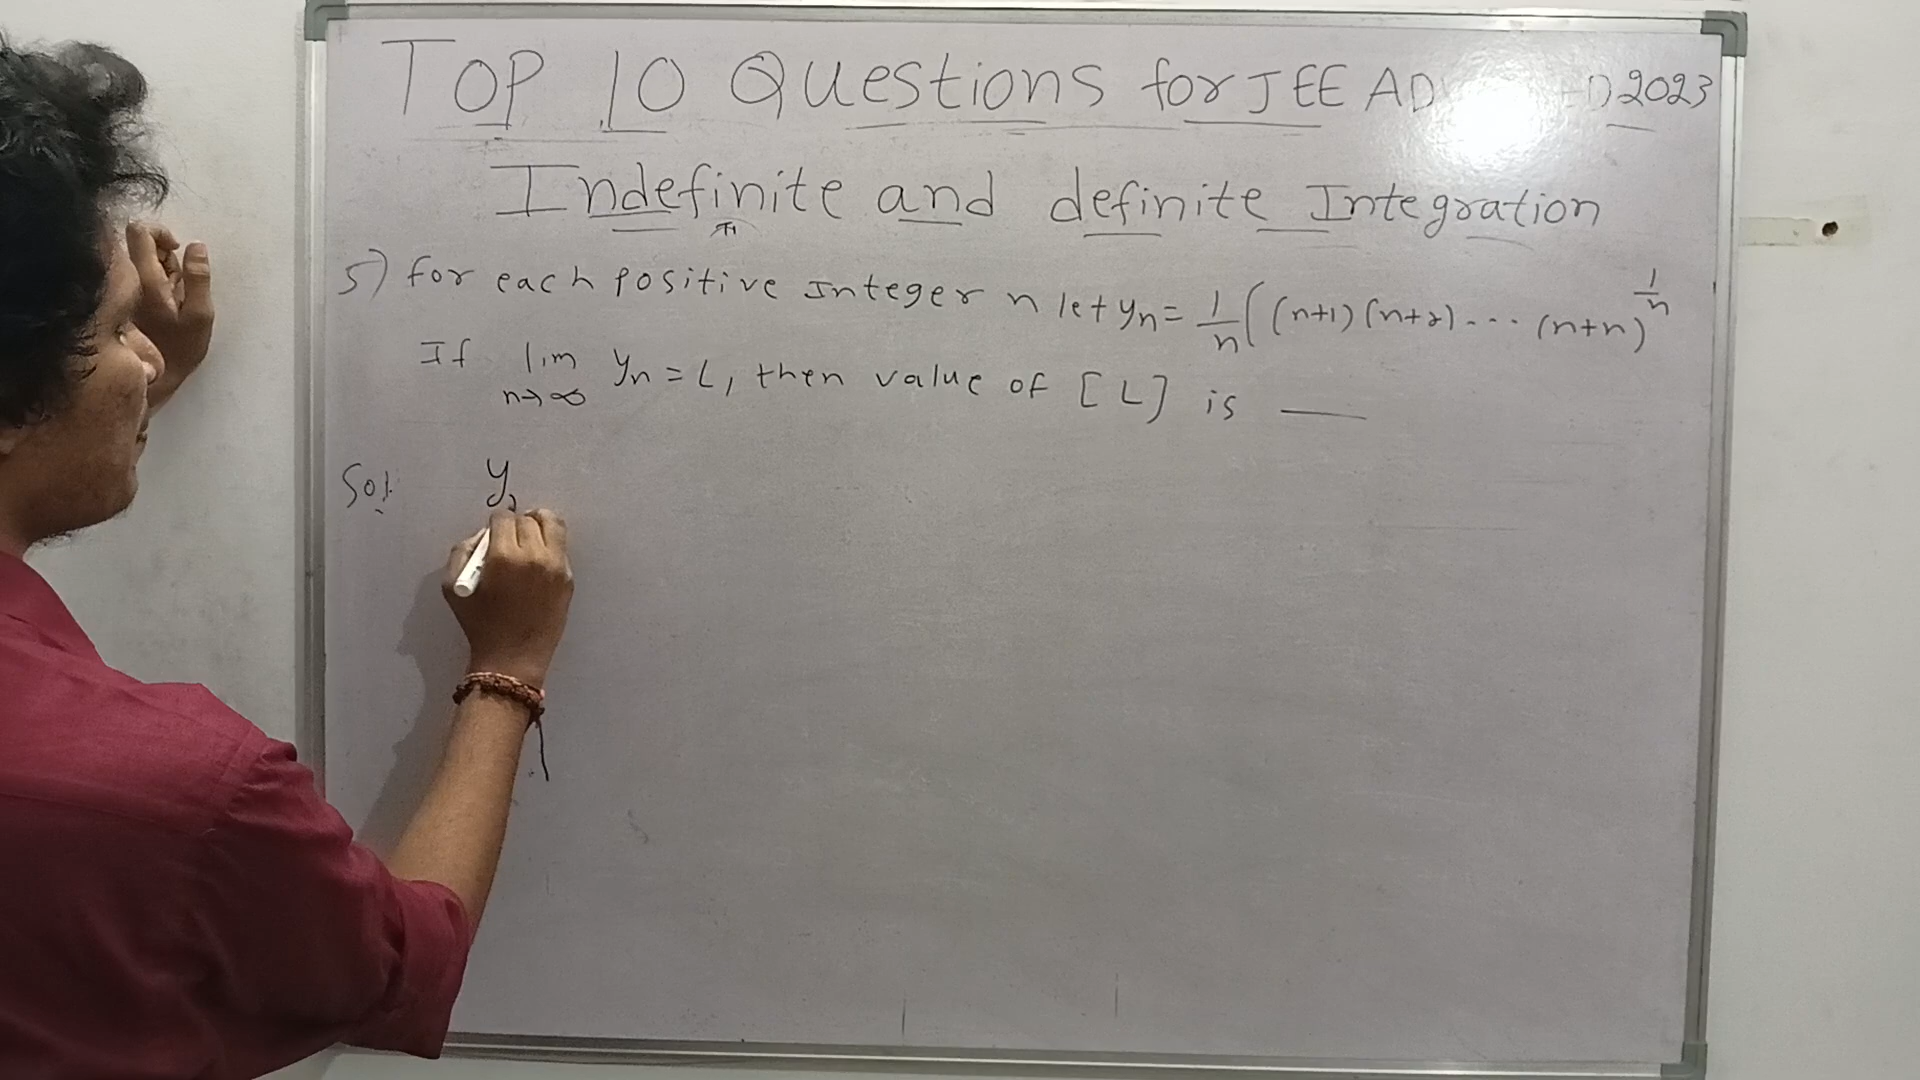 TOP 10 Questions for JEE 2023
Indefinite and definite Integration
5) for each positive Integer n let yn = 1/n ((n+1)(n+2)... (n+n)^1/n
If lim n→∞ yn = L, then value of [L] is ___
Sol y